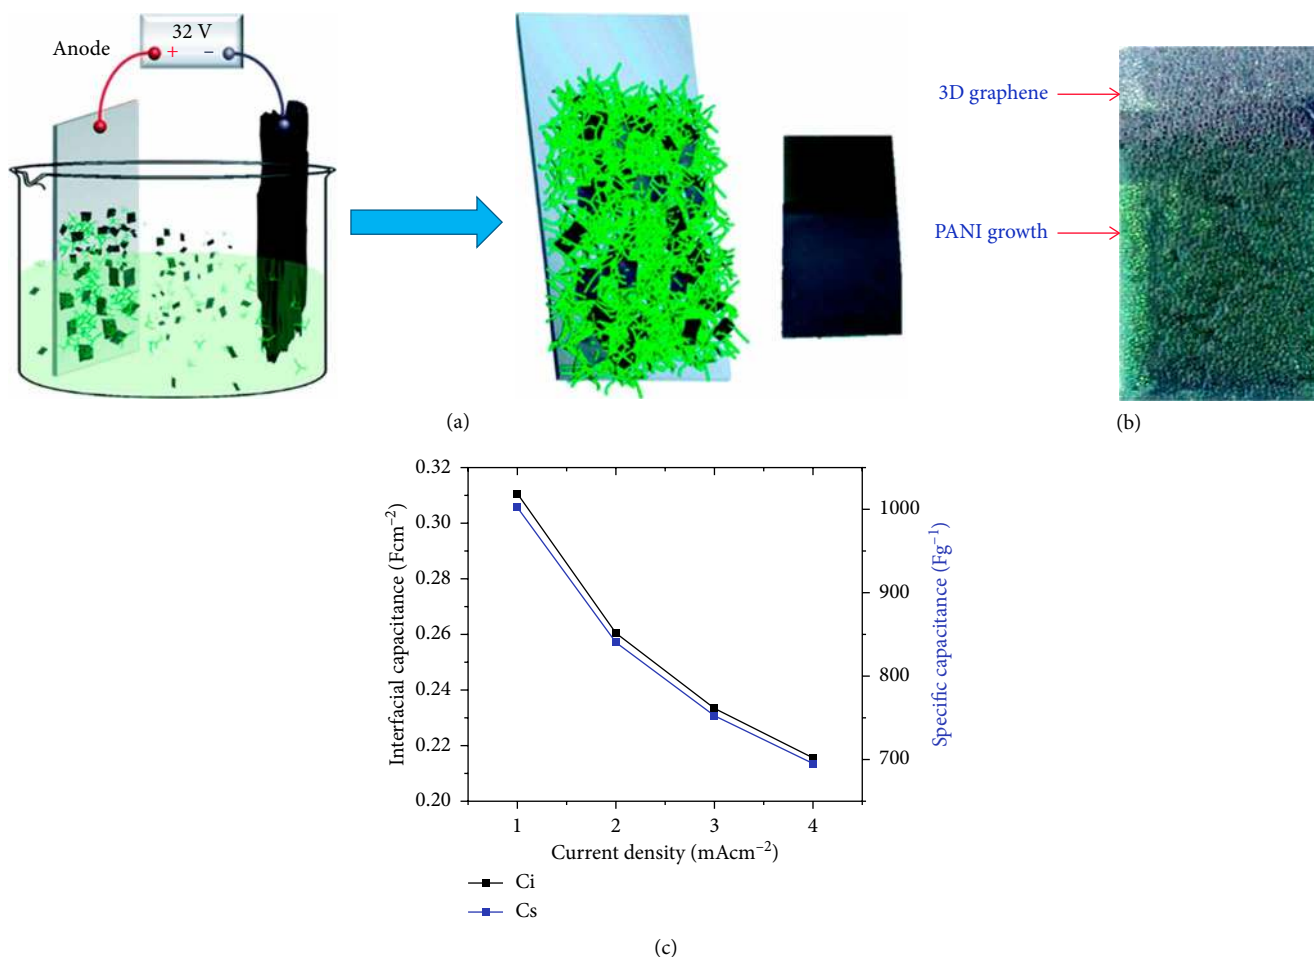 32 V
Anode
+ −
(a)
3D graphene
PANI growth
(b)
Interfacial capacitance (Fcm⁻²)
0.32
0.30
0.28
0.26
0.24
0.22
0.20
1 2 3 4
Current density (mAcm⁻²)
1000
900
800
700
Specific capacitance (Fg⁻¹)
Ci
Cs
(c)